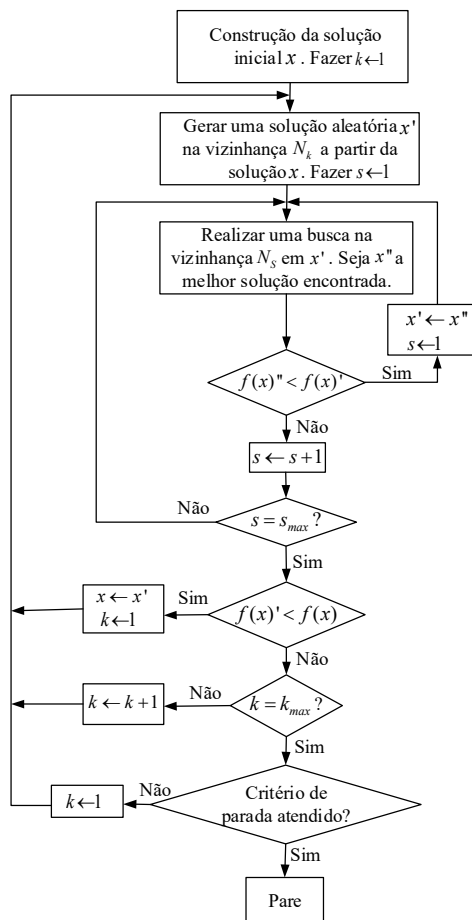 Construção da solução
inicial x. Fazer k←1
Gerar uma solução aleatória x'
na vizinhança N_k a partir da
solução x. Fazer s←1
Realizar uma busca na
vizinhança N_S em x'. Seja x'' a
melhor solução encontrada.
x' ← x''
s←1
f(x)'' < f(x)'
Sim
Não
s ← s+1
Não
s = s_max ?
Sim
x ← x'
k←1
Sim
f(x)' < f(x)
Não
k ← k+1
Não
k = k_max ?
Sim
k←1
Não
Critério de
parada atendido?
Sim
Pare